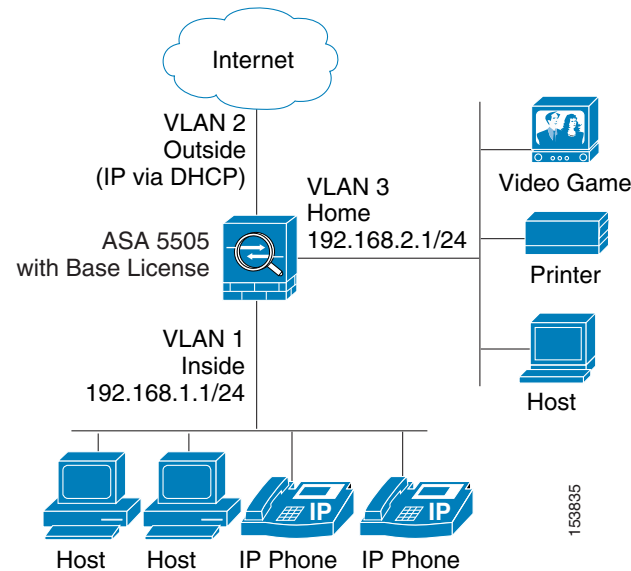 Internet
VLAN 2
Outside
(IP via DHCP)
VLAN 3
Home
192.168.2.1/24
Video Game
ASA 5505
with Base License
Printer
VLAN 1
Inside
192.168.1.1/24
Host
IP
IP
Host
Host
IP Phone
IP Phone
153835